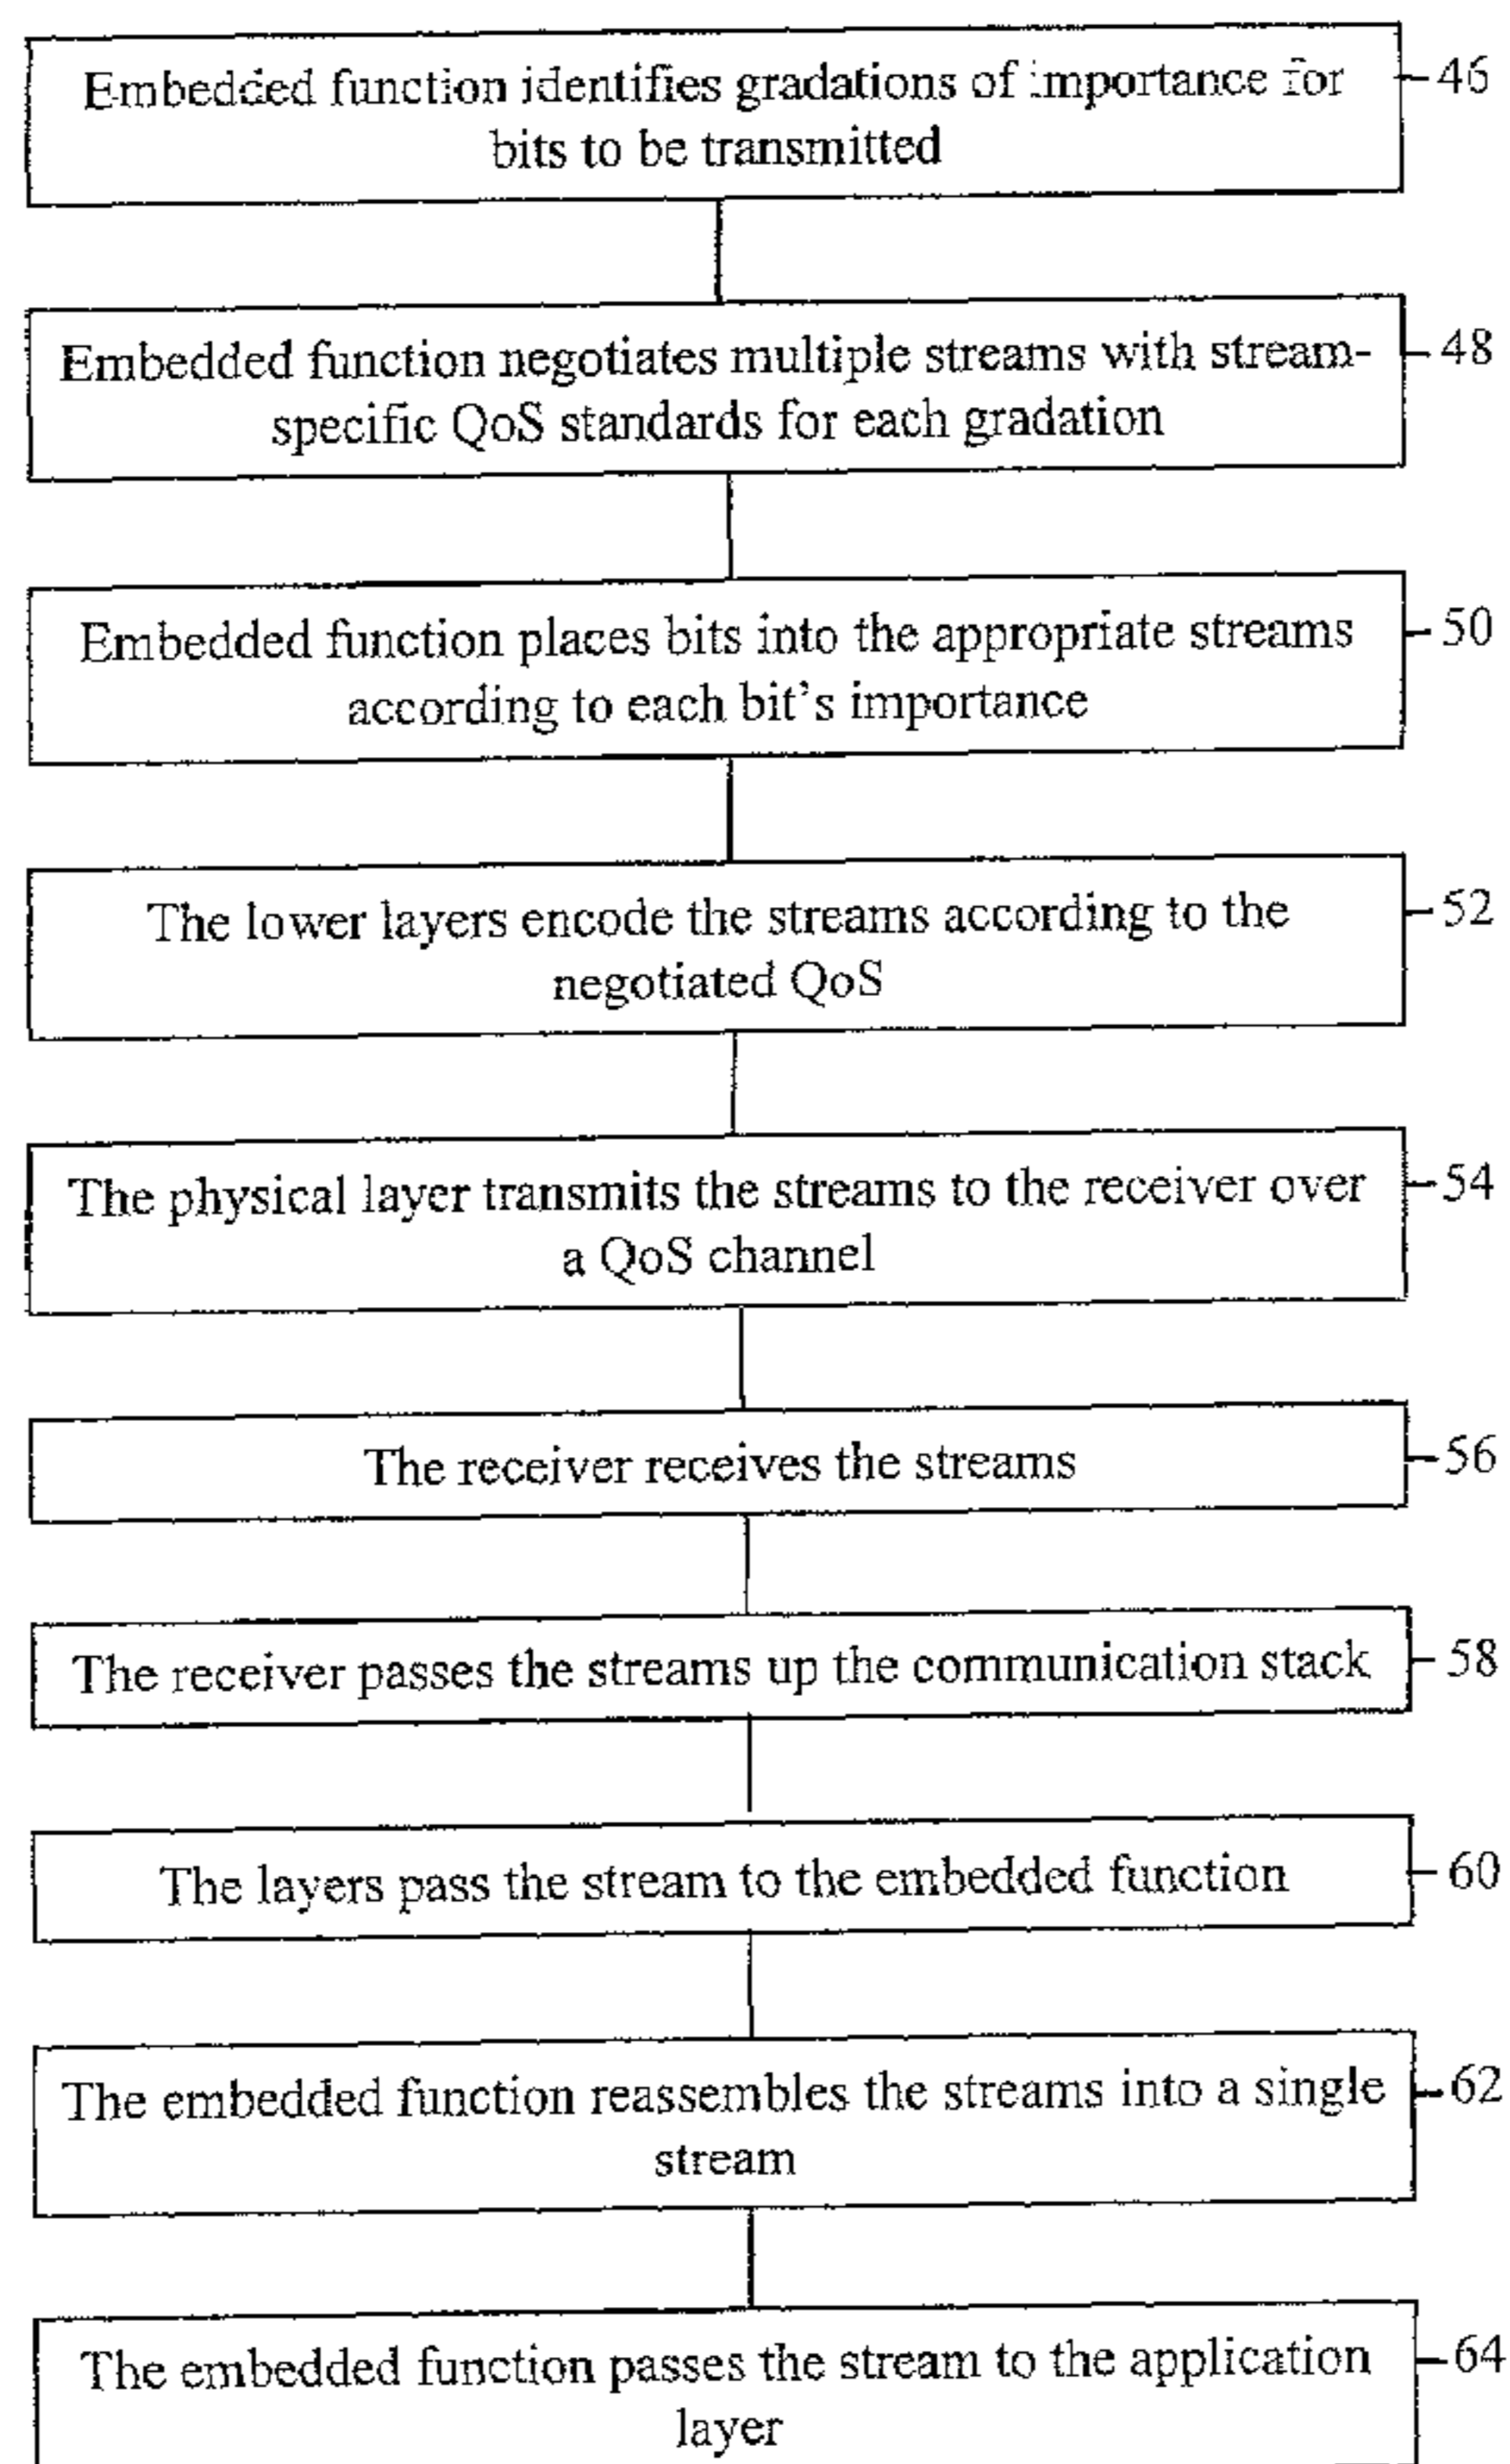 Embedded function identifies gradations of importance for
bits to be transmitted
46
Embedded function negotiates multiple streams with stream-
specific QoS standards for each gradation
48
Embedded function places bits into the appropriate streams
according to each bit's importance
50
The lower layers encode the streams according to the
negotiated QoS
52
The physical layer transmits the streams to the receiver over
a QoS channel
54
The receiver receives the streams
56
The receiver passes the streams up the communication stack
58
The layers pass the stream to the embedded function
60
The embedded function reassembles the streams into a single
stream
62
The embedded function passes the stream to the application
layer
64